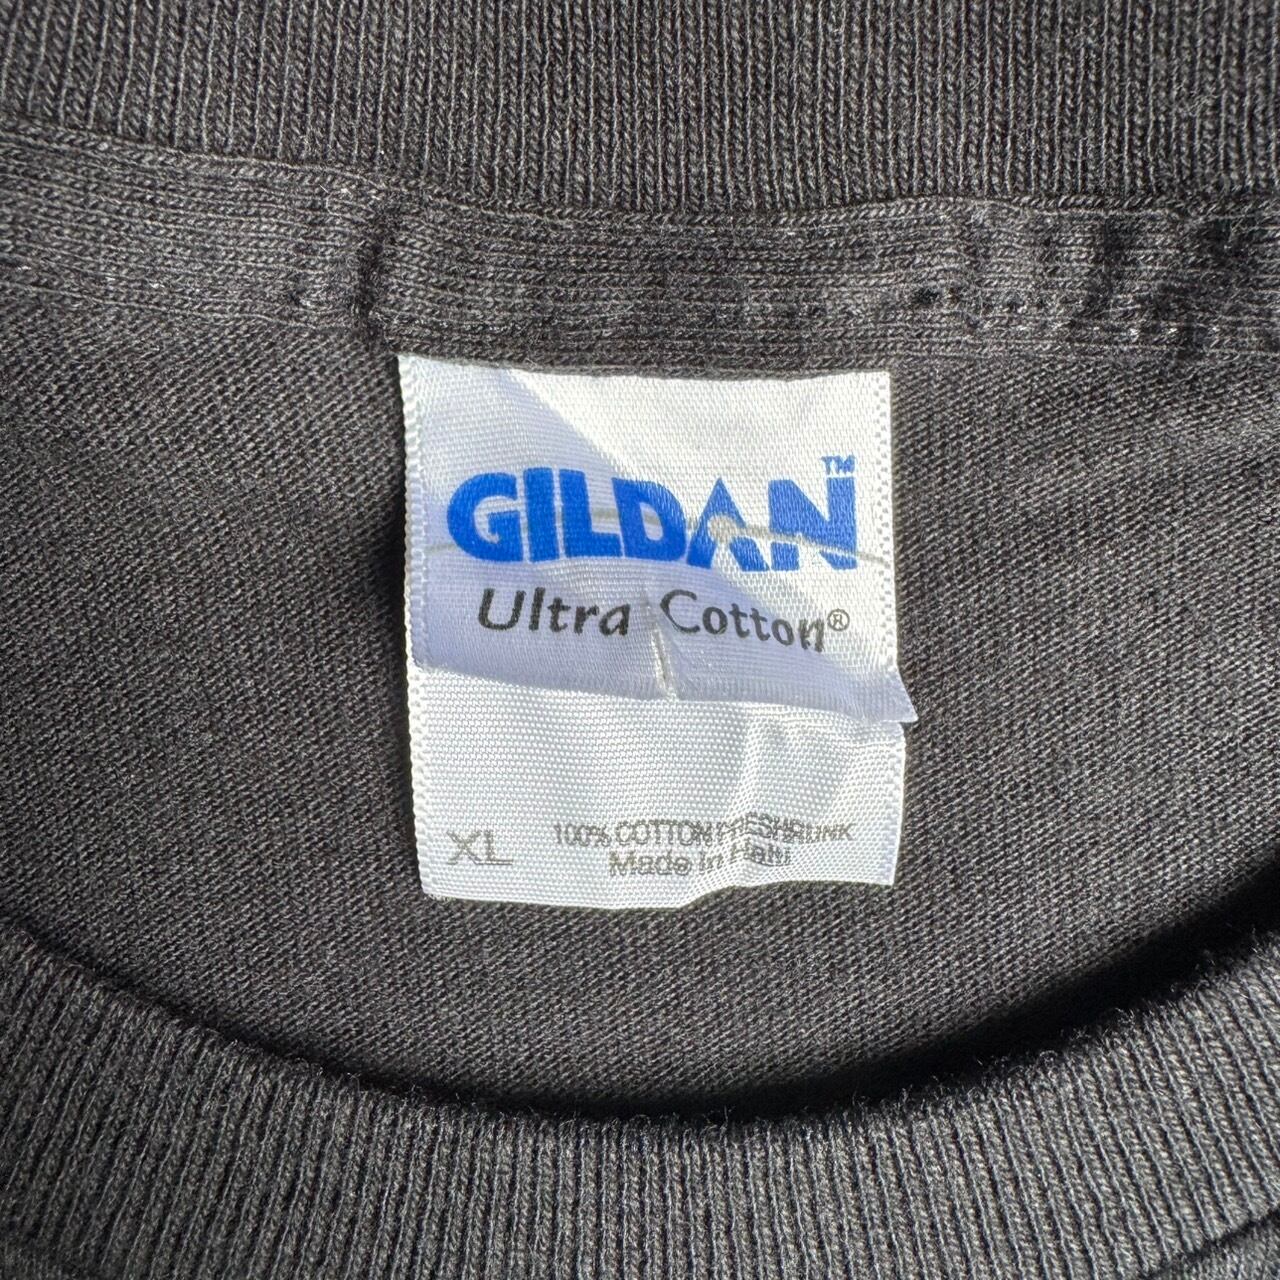 GILDAN™
Ultra Cotton®
XL 100% COTTON PRESHRUNK
Made in Haiti